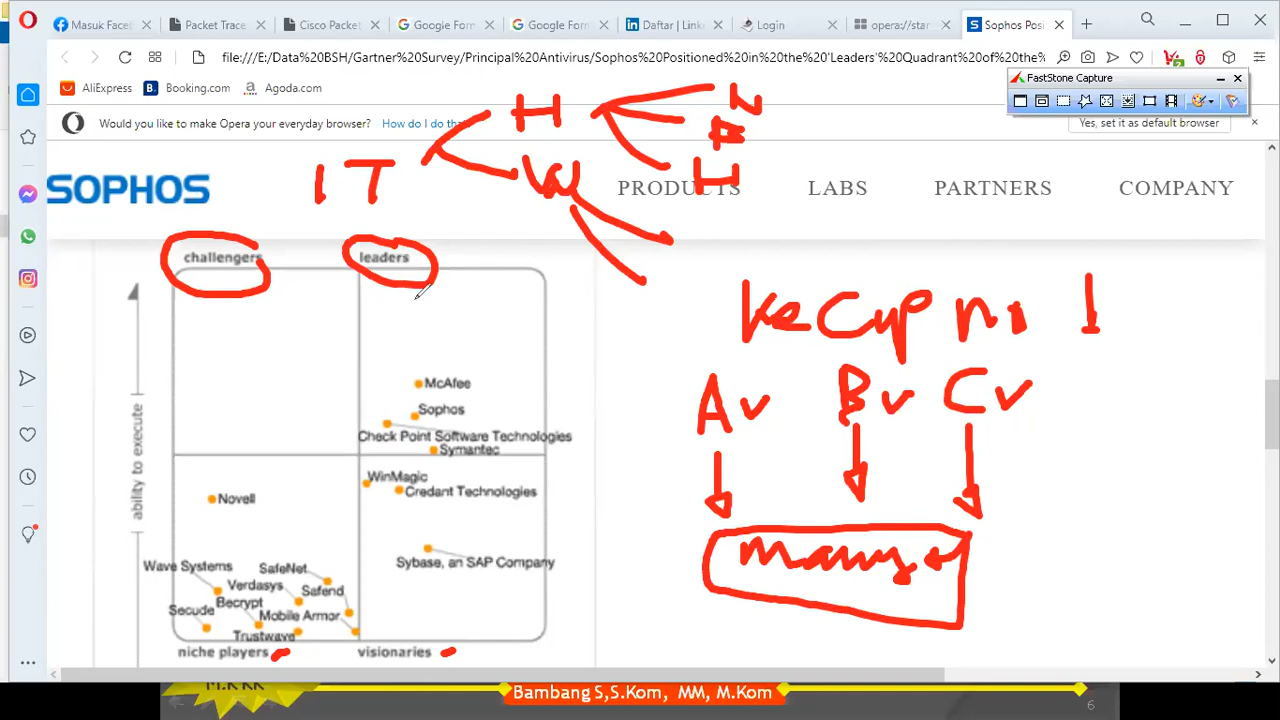 Masuk Faceb
Packet Trace
Cisco Packet
Google Form
Google Form
Daftar | Link
Login
opera://star
Sophos Posi
file:///E:/Data%20BSH/Gartner%20Survey/Principal%20Antivirus/Sophos%20Positioned%20in%20the%20'Leaders'%20Quadrant%20of%20the%
FastStone Capture
AliExpress
Booking.com
Agoda.com
Would you like to make Opera your everyday browser?
How do I do tha
Yes, set it as default browser
I T
H
W
SOPHOS
PRODUCTS
LABS
PARTNERS
COMPANY
challengers
leaders
ability to execute
McAfee
Sophos
Check Point Software Technologies
Symantec
WinMagic
Credant Technologies
Novell
Sybase, an SAP Company
Wave Systems
SafeNet
Verdasys
Safend
Becrypt
Secude
Mobile Armor
Trustwave
niche players
visionaries
A v B v C v
Bambang S,S.Kom, MM, M.Kom
6